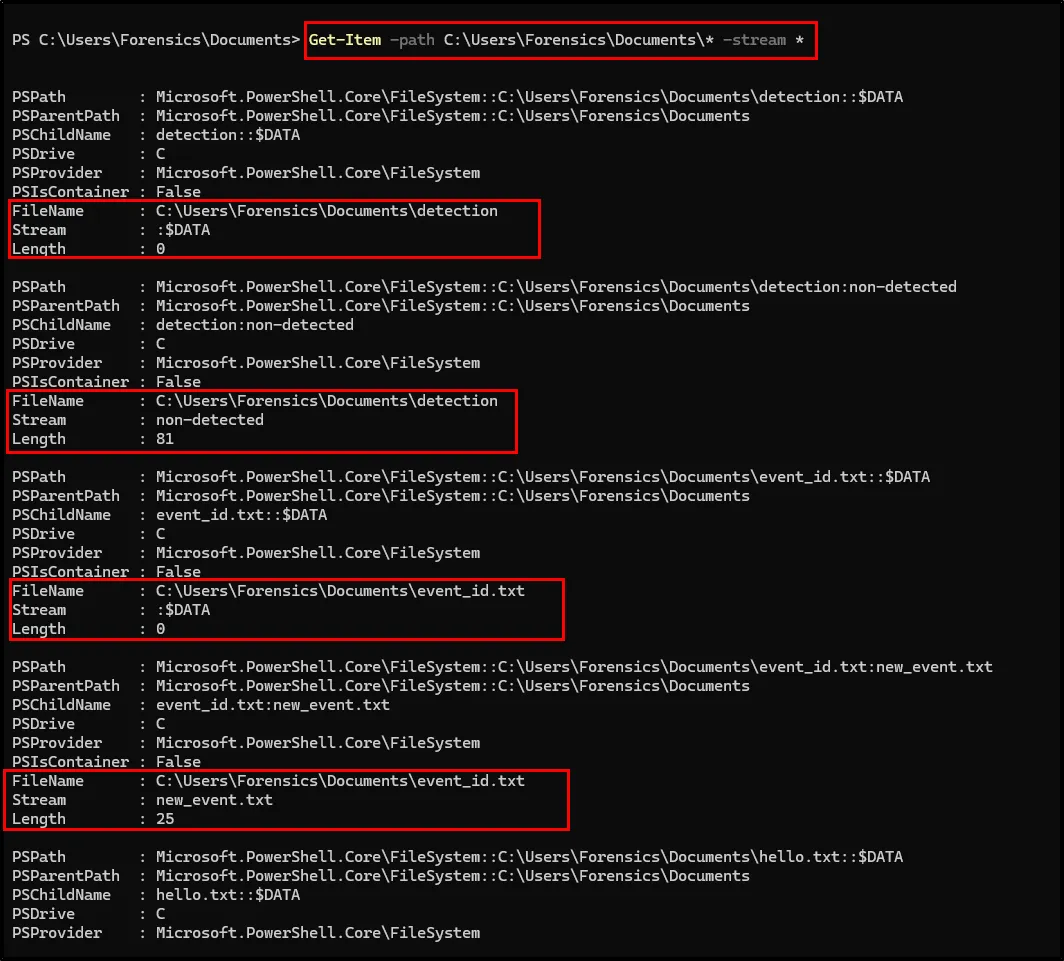 PS C:\Users\Forensics\Documents> Get-Item -path C:\Users\Forensics\Documents\* -stream *
PSPath        : Microsoft.PowerShell.Core\FileSystem::C:\Users\Forensics\Documents\detection::$DATA
PSParentPath  : Microsoft.PowerShell.Core\FileSystem::C:\Users\Forensics\Documents
PSChildName   : detection::$DATA
PSDrive       : C
PSProvider    : Microsoft.PowerShell.Core\FileSystem
PSIsContainer : False
FileName      : C:\Users\Forensics\Documents\detection
Stream        : :$DATA
Length        : 0
PSPath        : Microsoft.PowerShell.Core\FileSystem::C:\Users\Forensics\Documents\detection:non-detected
PSParentPath  : Microsoft.PowerShell.Core\FileSystem::C:\Users\Forensics\Documents
PSChildName   : detection:non-detected
PSDrive       : C
PSProvider    : Microsoft.PowerShell.Core\FileSystem
PSIsContainer : False
FileName      : C:\Users\Forensics\Documents\detection
Stream        : non-detected
Length        : 81
PSPath        : Microsoft.PowerShell.Core\FileSystem::C:\Users\Forensics\Documents\event_id.txt::$DATA
PSParentPath  : Microsoft.PowerShell.Core\FileSystem::C:\Users\Forensics\Documents
PSChildName   : event_id.txt::$DATA
PSDrive       : C
PSProvider    : Microsoft.PowerShell.Core\FileSystem
PSIsContainer : False
FileName      : C:\Users\Forensics\Documents\event_id.txt
Stream        : :$DATA
Length        : 0
PSPath        : Microsoft.PowerShell.Core\FileSystem::C:\Users\Forensics\Documents\event_id.txt:new_event.txt
PSParentPath  : Microsoft.PowerShell.Core\FileSystem::C:\Users\Forensics\Documents
PSChildName   : event_id.txt:new_event.txt
PSDrive       : C
PSProvider    : Microsoft.PowerShell.Core\FileSystem
PSIsContainer : False
FileName      : C:\Users\Forensics\Documents\event_id.txt
Stream        : new_event.txt
Length        : 25
PSPath        : Microsoft.PowerShell.Core\FileSystem::C:\Users\Forensics\Documents\hello.txt::$DATA
PSParentPath  : Microsoft.PowerShell.Core\FileSystem::C:\Users\Forensics\Documents
PSChildName   : hello.txt::$DATA
PSDrive       : C
PSProvider    : Microsoft.PowerShell.Core\FileSystem